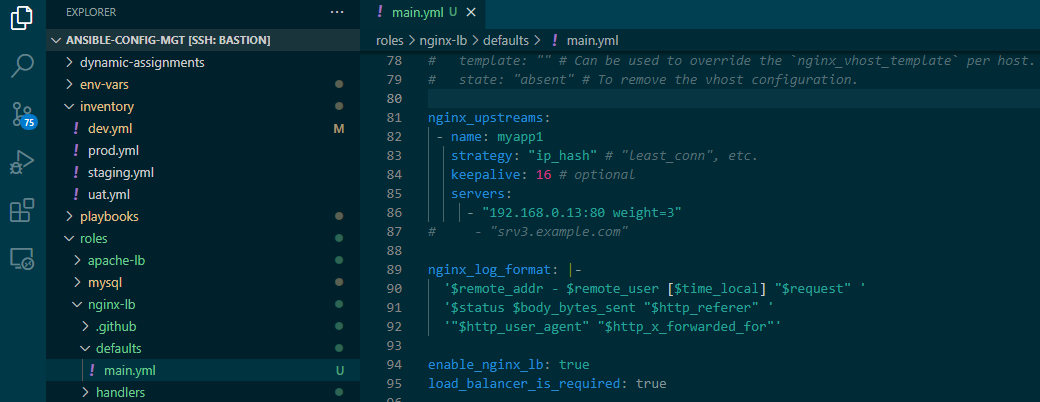 EXPLORER
ANSIBLE-CONFIG-MGT [SSH: BASTION]
dynamic-assignments
env-vars
inventory
! dev.yml M
! prod.yml
! staging.yml
! uat.yml
playbooks
roles
apache-lb
mysql
nginx-lb
.github
defaults
! main.yml U
handlers
75
! main.yml U
roles > nginx-lb > defaults > ! main.yml
78 #   template: "" # Can be used to override the `nginx_vhost_template` per host.
79 #   state: "absent" # To remove the vhost configuration.
80
81 nginx_upstreams:
82  - name: myapp1
83    strategy: "ip_hash" # "least_conn", etc.
84    keepalive: 16 # optional
85    servers:
86      - "192.168.0.13:80 weight=3"
87 #     - "srv3.example.com"
88
89 nginx_log_format: |-
90   '$remote_addr - $remote_user [$time_local] "$request" '
91   '$status $body_bytes_sent "$http_referer" '
92   '"$http_user_agent" "$http_x_forwarded_for"'
93
94 enable_nginx_lb: true
95 load_balancer_is_required: true